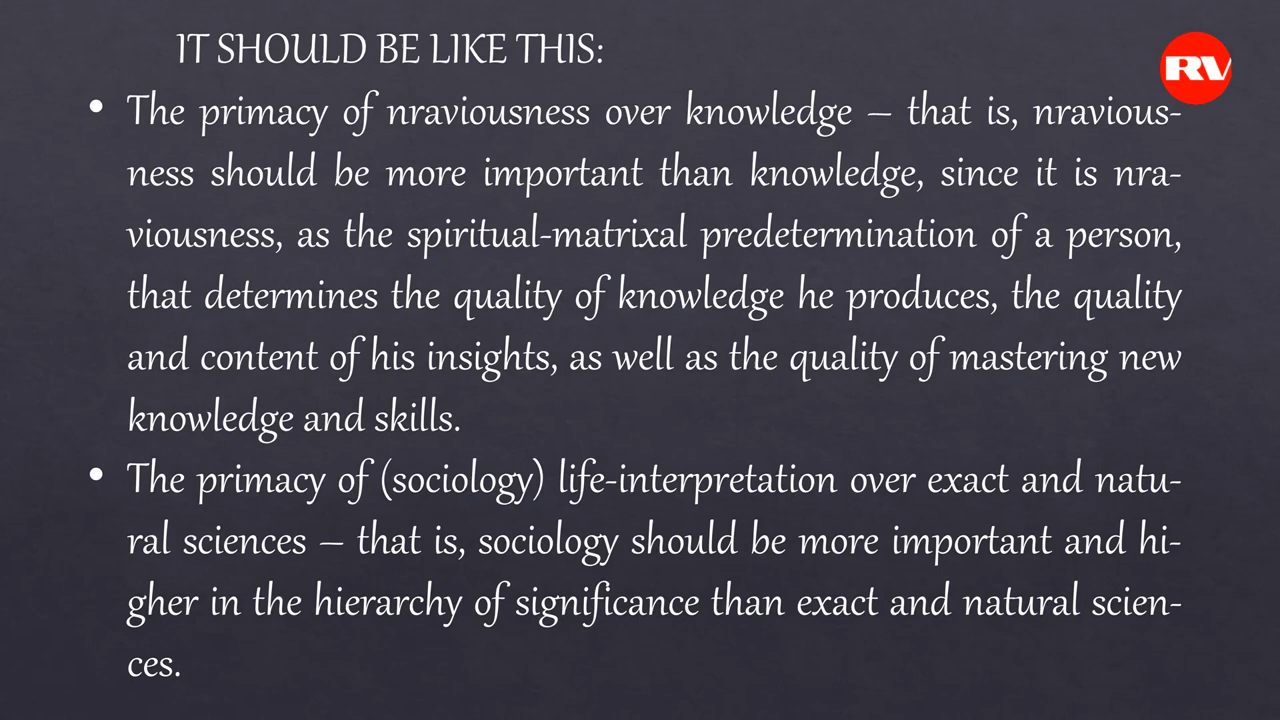 IT SHOULD BE LIKE THIS:
RV
• The primacy of nraviousness over knowledge – that is, nravious-
ness should be more important than knowledge, since it is nra-
viousness, as the spiritual-matrixal predetermination of a person,
that determines the quality of knowledge he produces, the quality
and content of his insights, as well as the quality of mastering new
knowledge and skills.
• The primacy of (sociology) life-interpretation over exact and natu-
ral sciences – that is, sociology should be more important and hi-
gher in the hierarchy of significance than exact and natural scien-
ces.